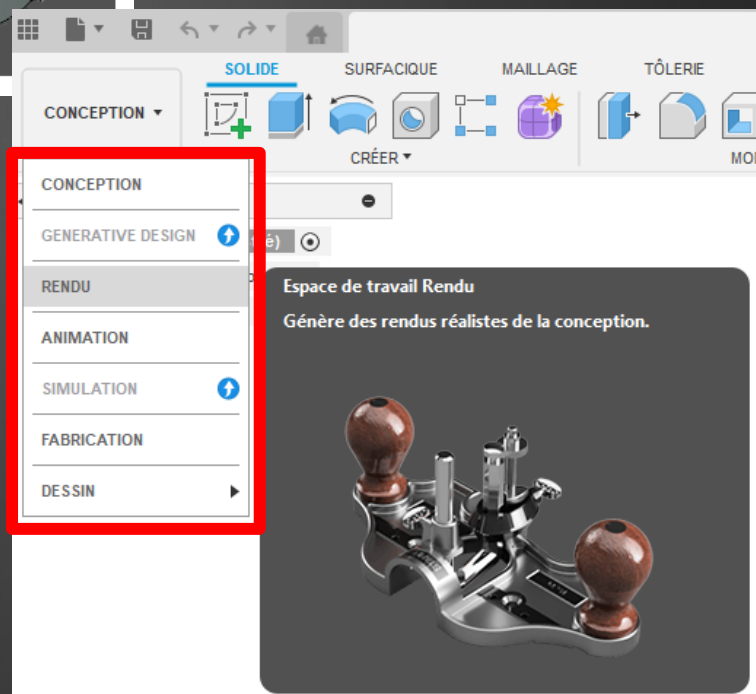 SOLIDE
SURFACIQUE
MAILLAGE
TÔLERIE
CONCEPTION
CRÉER
CONCEPTION
GENERATIVE DESIGN
RENDU
ANIMATION
SIMULATION
FABRICATION
DESSIN
Espace de travail Rendu
Génère des rendus réalistes de la conception.